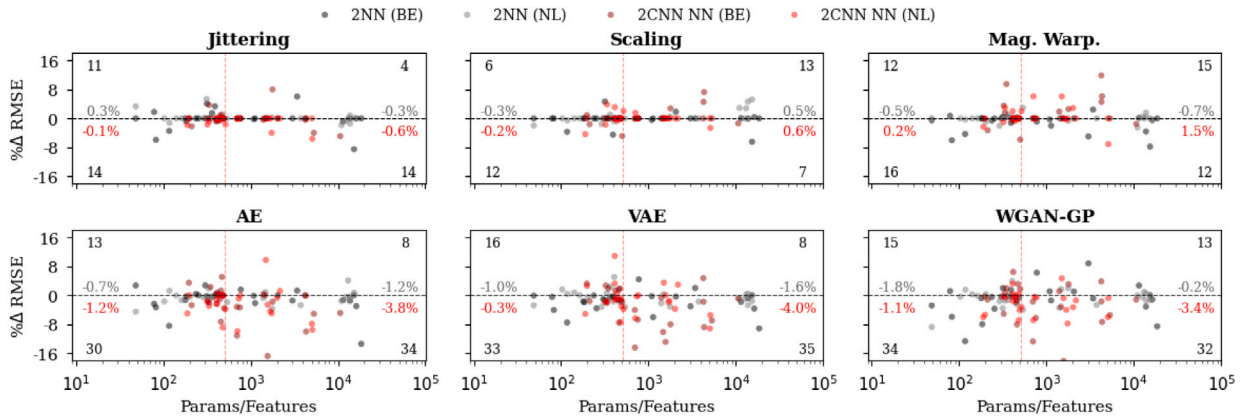 2NN (BE) 2NN (NL) 2CNN NN (BE) 2CNN NN (NL)
Jittering Scaling Mag. Warp.
16 11 4 6 13 12 15
8
0.3% -0.3% -0.3% 0.5% -0.5% -0.7%
%Δ RMSE 0
-0.1% -0.6% -0.2% 0.6% 0.2% 1.5%
-8
-16 14 14 12 7 16 12
AE VAE WGAN-GP
16 13 8 16 8 15 13
8
-0.7% -1.2% -1.0% -1.6% -1.8% -0.2%
%Δ RMSE 0
-1.2% -3.8% -0.3% -4.0% -1.1% -3.4%
-8
-16 30 34 33 35 34 32
10¹ 10² 10³ 10⁴ 10⁵ 10¹ 10² 10³ 10⁴ 10⁵ 10¹ 10² 10³ 10⁴ 10⁵
Params/Features Params/Features Params/Features